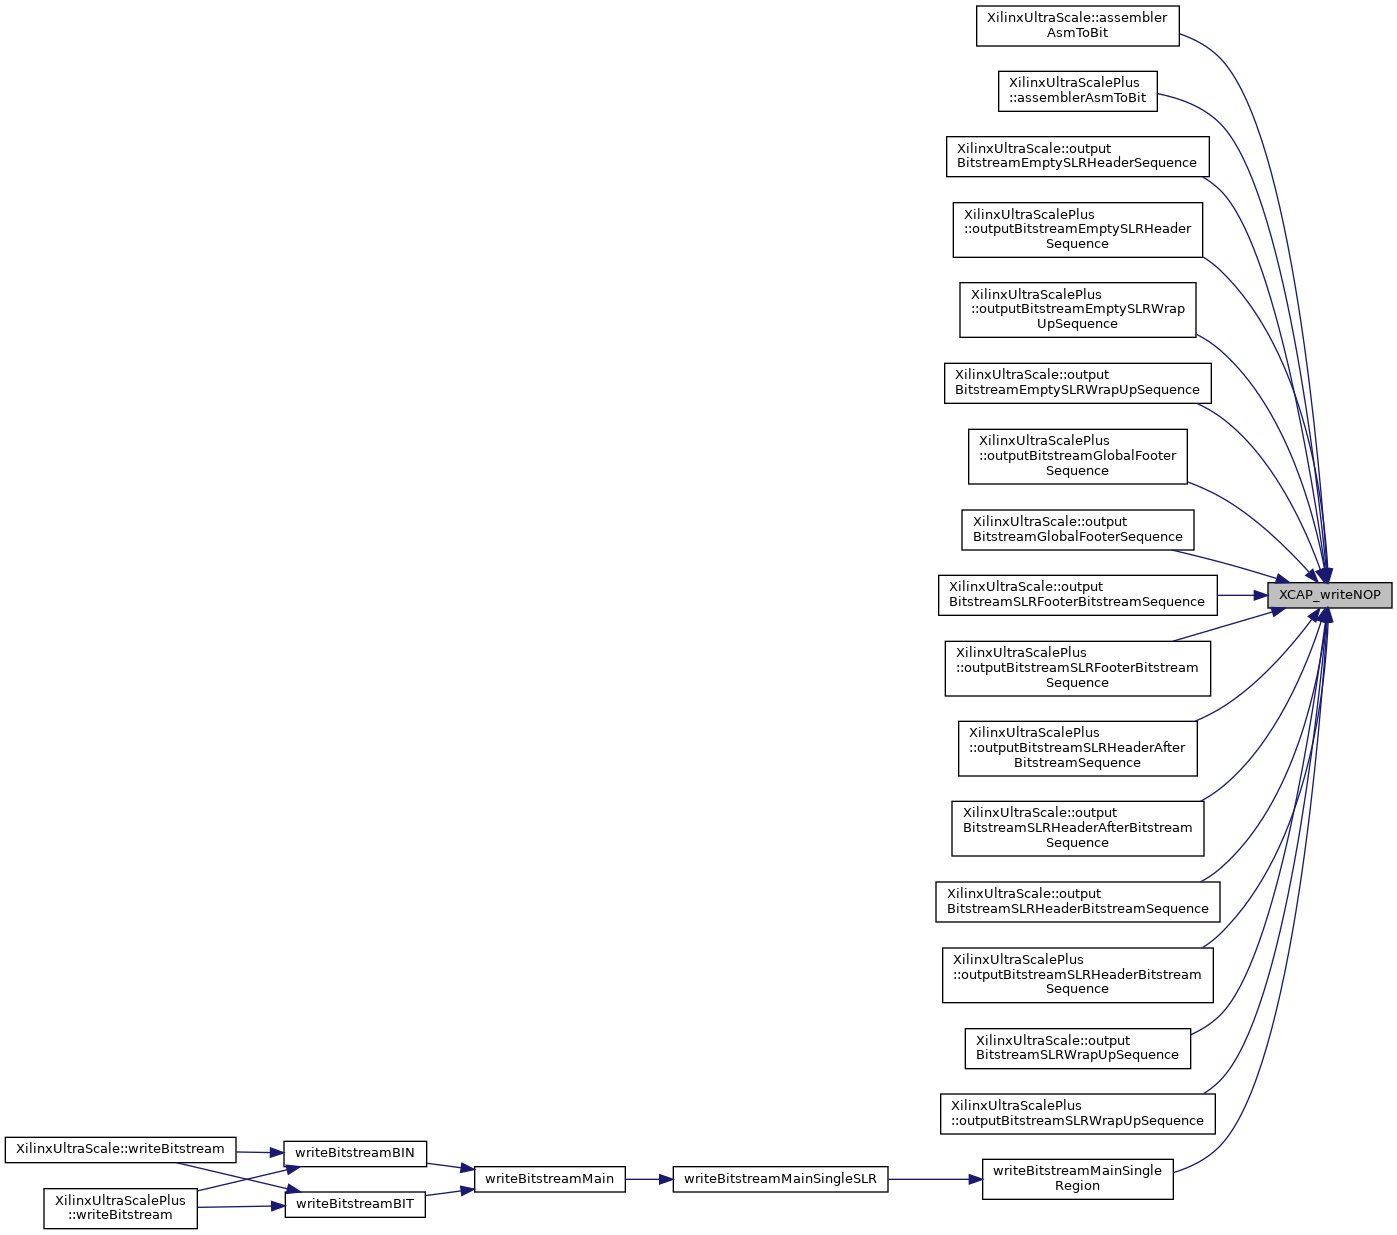 XilinxUltraScale::assembler
AsmToBit
XilinxUltraScalePlus
::assemblerAsmToBit
XilinxUltraScale::output
BitstreamEmptySLRHeaderSequence
XilinxUltraScalePlus
::outputBitstreamEmptySLRHeader
Sequence
XilinxUltraScalePlus
::outputBitstreamEmptySLRWrap
UpSequence
XilinxUltraScale::output
BitstreamEmptySLRWrapUpSequence
XilinxUltraScalePlus
::outputBitstreamGlobalFooter
Sequence
XilinxUltraScale::output
BitstreamGlobalFooterSequence
XilinxUltraScale::output
BitstreamSLRFooterBitstreamSequence
XCAP_writeNOP
XilinxUltraScalePlus
::outputBitstreamSLRFooterBitstream
Sequence
XilinxUltraScalePlus
::outputBitstreamSLRHeaderAfter
BitstreamSequence
XilinxUltraScale::output
BitstreamSLRHeaderAfterBitstream
Sequence
XilinxUltraScale::output
BitstreamSLRHeaderBitstreamSequence
XilinxUltraScalePlus
::outputBitstreamSLRHeaderBitstream
Sequence
XilinxUltraScale::output
BitstreamSLRWrapUpSequence
XilinxUltraScalePlus
::outputBitstreamSLRWrapUpSequence
writeBitstreamMainSingle
Region
writeBitstreamMainSingleSLR
writeBitstreamMain
writeBitstreamBIN
writeBitstreamBIT
XilinxUltraScale::writeBitstream
XilinxUltraScalePlus
::writeBitstream